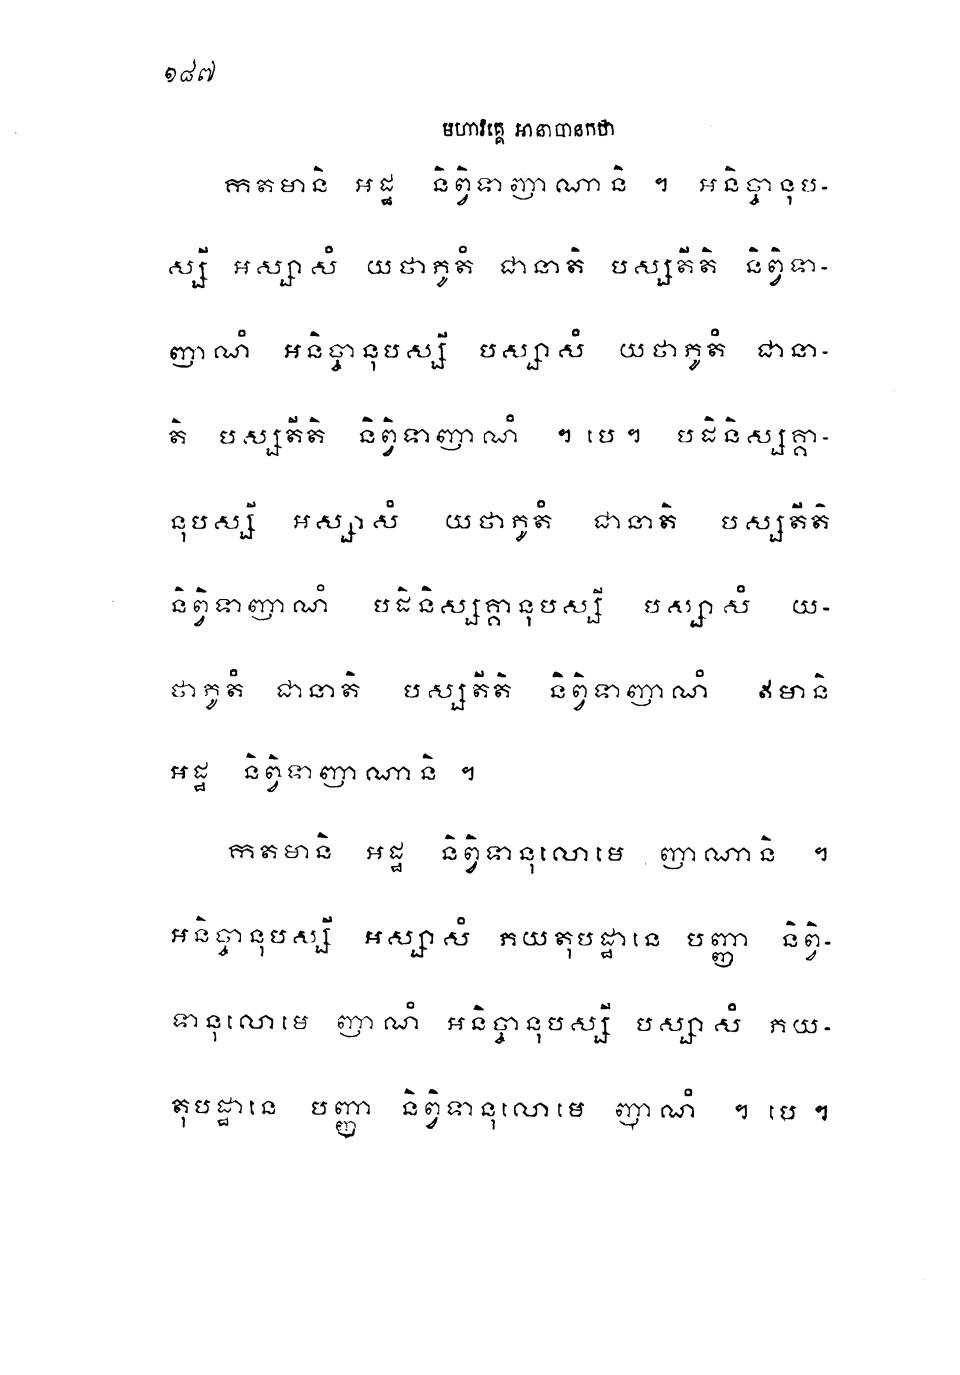 ១៨៧
មហាវគ្គេ អានាបានកថា
កតមានិ អដ្ឋ និព្វិទាញាណានិ ។ អនិច្ចានុប-
ស្សី អស្សាសំ យថាភូតំ ជានាតិ បស្សតីតិ និព្វិទា-
ញាណំ អនិច្ចានុបស្សី បស្សាសំ យថាភូតំ ជានា-
តិ បស្សតីតិ និព្វិទាញាណំ ។ បេ ។ បដិនិស្សគ្គា-
នុបស្សី អស្សាសំ យថាភូតំ ជានាតិ បស្សតីតិ
និព្វិទាញាណំ បដិនិស្សគ្គានុបស្សី បស្សាសំ យ-
ថាភូតំ ជានាតិ បស្សតីតិ និព្វិទាញាណំ ឥមានិ
អដ្ឋ និព្វិទាញាណានិ ។
កតមានិ អដ្ឋ និព្វិទានុលោមេ ញាណានិ ។
អនិច្ចានុបស្សី អស្សាសំ ភយតុបដ្ឋានេ បញ្ញា និព្វិ-
ទានុលោមេ ញាណំ អនិច្ចានុបស្សី បស្សាសំ ភយ-
តុបដ្ឋានេ បញ្ញា និព្វិទានុលោមេ ញាណំ ។ បេ ។